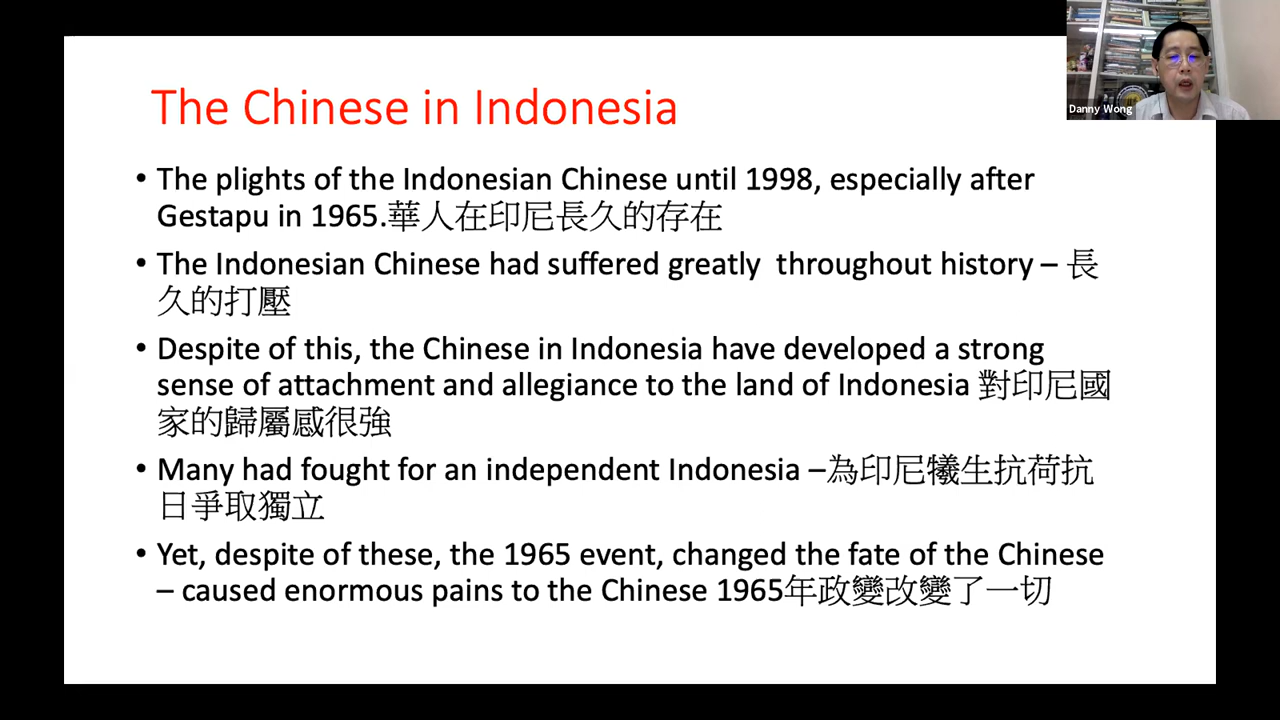 The Chinese in Indonesia
• The plights of the Indonesian Chinese until 1998, especially after
Gestapu in 1965.華人在印尼長久的存在
• The Indonesian Chinese had suffered greatly  throughout history – 長
久的打壓
• Despite of this, the Chinese in Indonesia have developed a strong
sense of attachment and allegiance to the land of Indonesia 對印尼國
家的歸屬感很強
• Many had fought for an independent Indonesia –為印尼犧生抗荷抗
日爭取獨立
• Yet, despite of these, the 1965 event, changed the fate of the Chinese
– caused enormous pains to the Chinese 1965年政變改變了一切
Danny Wong